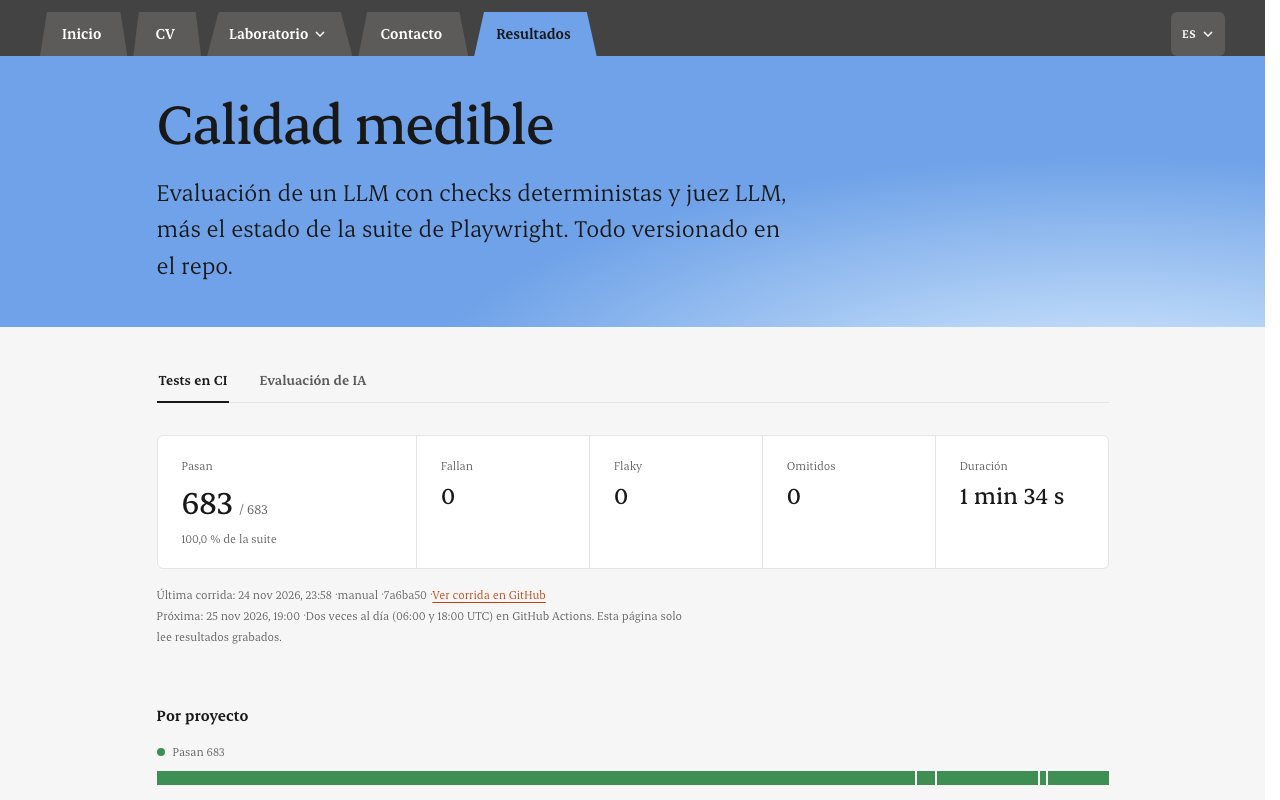 Inicio
CV
Laboratorio
Contacto
Resultados
ES
Calidad medible
Evaluación de un LLM con checks deterministas y juez LLM,
más el estado de la suite de Playwright. Todo versionado en
el repo.
Tests en CI
Evaluación de IA
Pasan
683 / 683
100,0 % de la suite
Fallan
0
Flaky
0
Omitidos
0
Duración
1 min 34 s
Última corrida: 24 nov 2026, 23:58 ·manual ·7a6ba50 ·Ver corrida en GitHub
Próxima: 25 nov 2026, 19:00 ·Dos veces al día (06:00 y 18:00 UTC) en GitHub Actions. Esta página solo
lee resultados grabados.
Por proyecto
Pasan 683